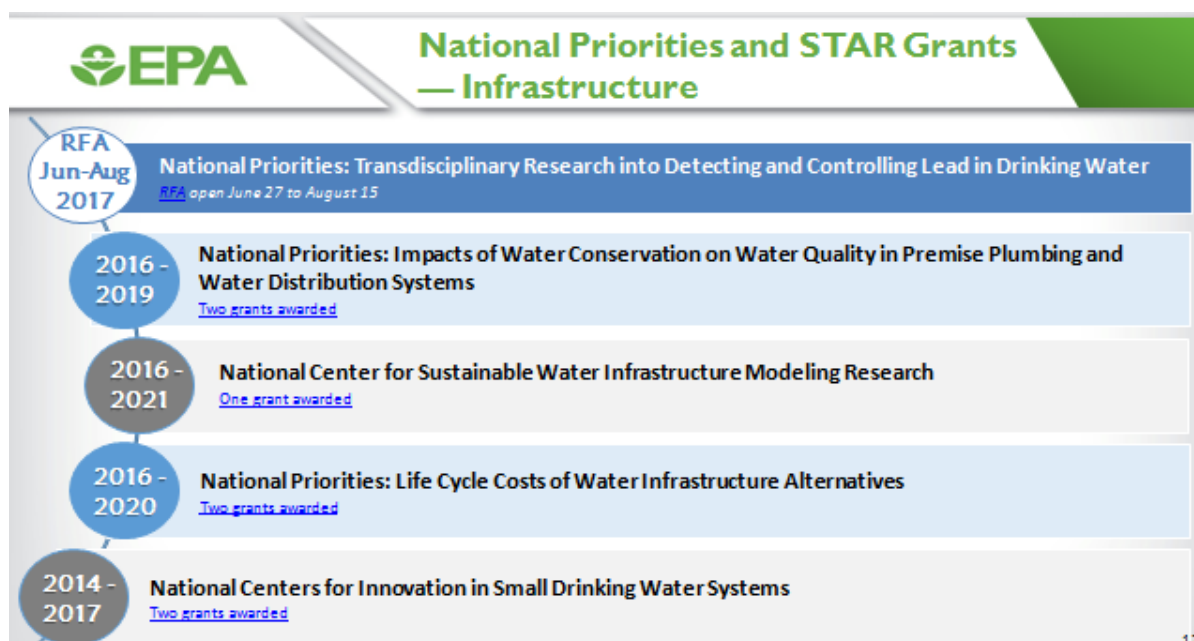 EPA
National Priorities and STAR Grants
— Infrastructure
RFA
Jun-Aug
2017
National Priorities: Transdisciplinary Research into Detecting and Controlling Lead in Drinking Water
RFA open June 27 to August 15
2016 -
2019
National Priorities: Impacts of Water Conservation on Water Quality in Premise Plumbing and
Water Distribution Systems
Two grants awarded
2016 -
2021
National Center for Sustainable Water Infrastructure Modeling Research
One grant awarded
2016 -
2020
National Priorities: Life Cycle Costs of Water Infrastructure Alternatives
Two grants awarded
2014 -
2017
National Centers for Innovation in Small Drinking Water Systems
Two grants awarded